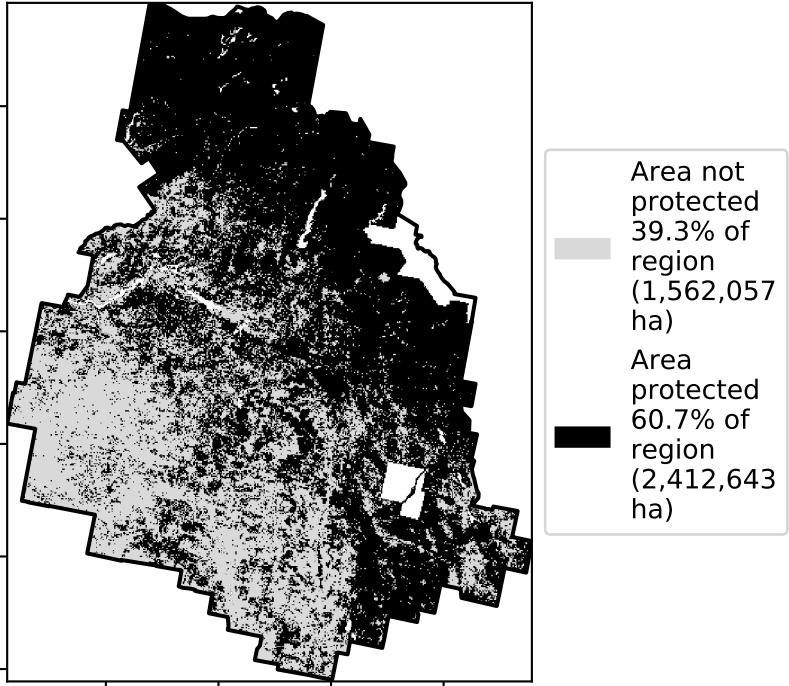 Area not
protected
39.3% of
region
(1,562,057
ha)
Area
protected
60.7% of
region
(2,412,643
ha)